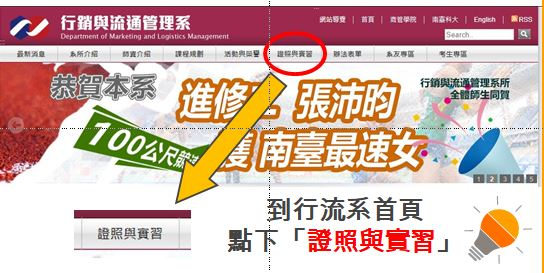 行銷與流通管理系
Department of Marketing and Logistics Management
網站導覽 | 首頁 | 商管學院 | 南臺科大 | English | RSS
Search..
最新消息 系所介紹 師資介紹 課程規劃 活動與榮譽 證照與實習 辦法表單 系友專區 考生專區
恭賀本系
行銷與流通管理系所
全體師生同賀
進修 張沛昀
100公尺
獲 南臺最速女
1 2 3 4 5
證照與實習
到行流系首頁
點下「證照與實習」